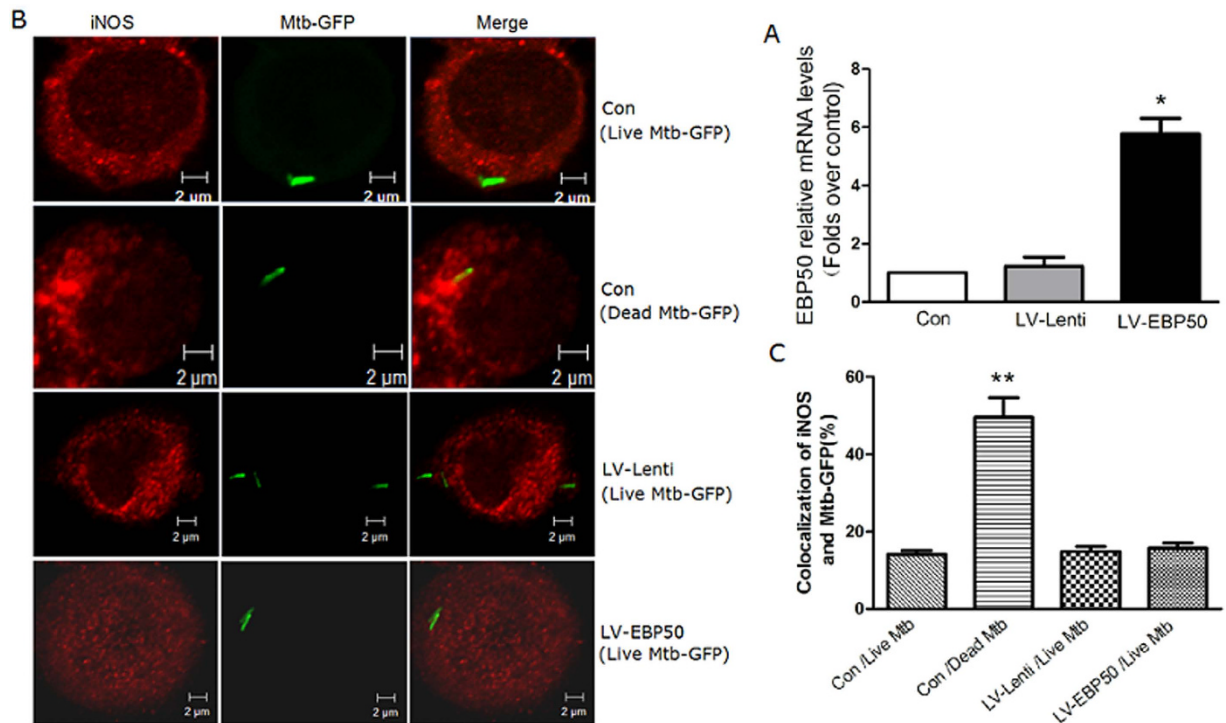 B
iNOS Mtb-GFP Merge
2 µm 2 µm 2 µm
Con
(Live Mtb-GFP)
2 µm 2 µm 2 µm
Con
(Dead Mtb-GFP)
2 µm 2 µm 2 µm
LV-Lenti
(Live Mtb-GFP)
2 µm 2 µm 2 µm
LV-EBP50
(Live Mtb-GFP)
A
EBP50 relative mRNA levels
(Folds over control)
8
6
4
2
0
*
Con LV-Lenti LV-EBP50
C
Colocalization of iNOS
and Mtb-GFP(%)
60
40
20
0
**
Con /Live Mtb
Con /Dead Mtb
LV-Lenti /Live Mtb
LV-EBP50 /Live Mtb